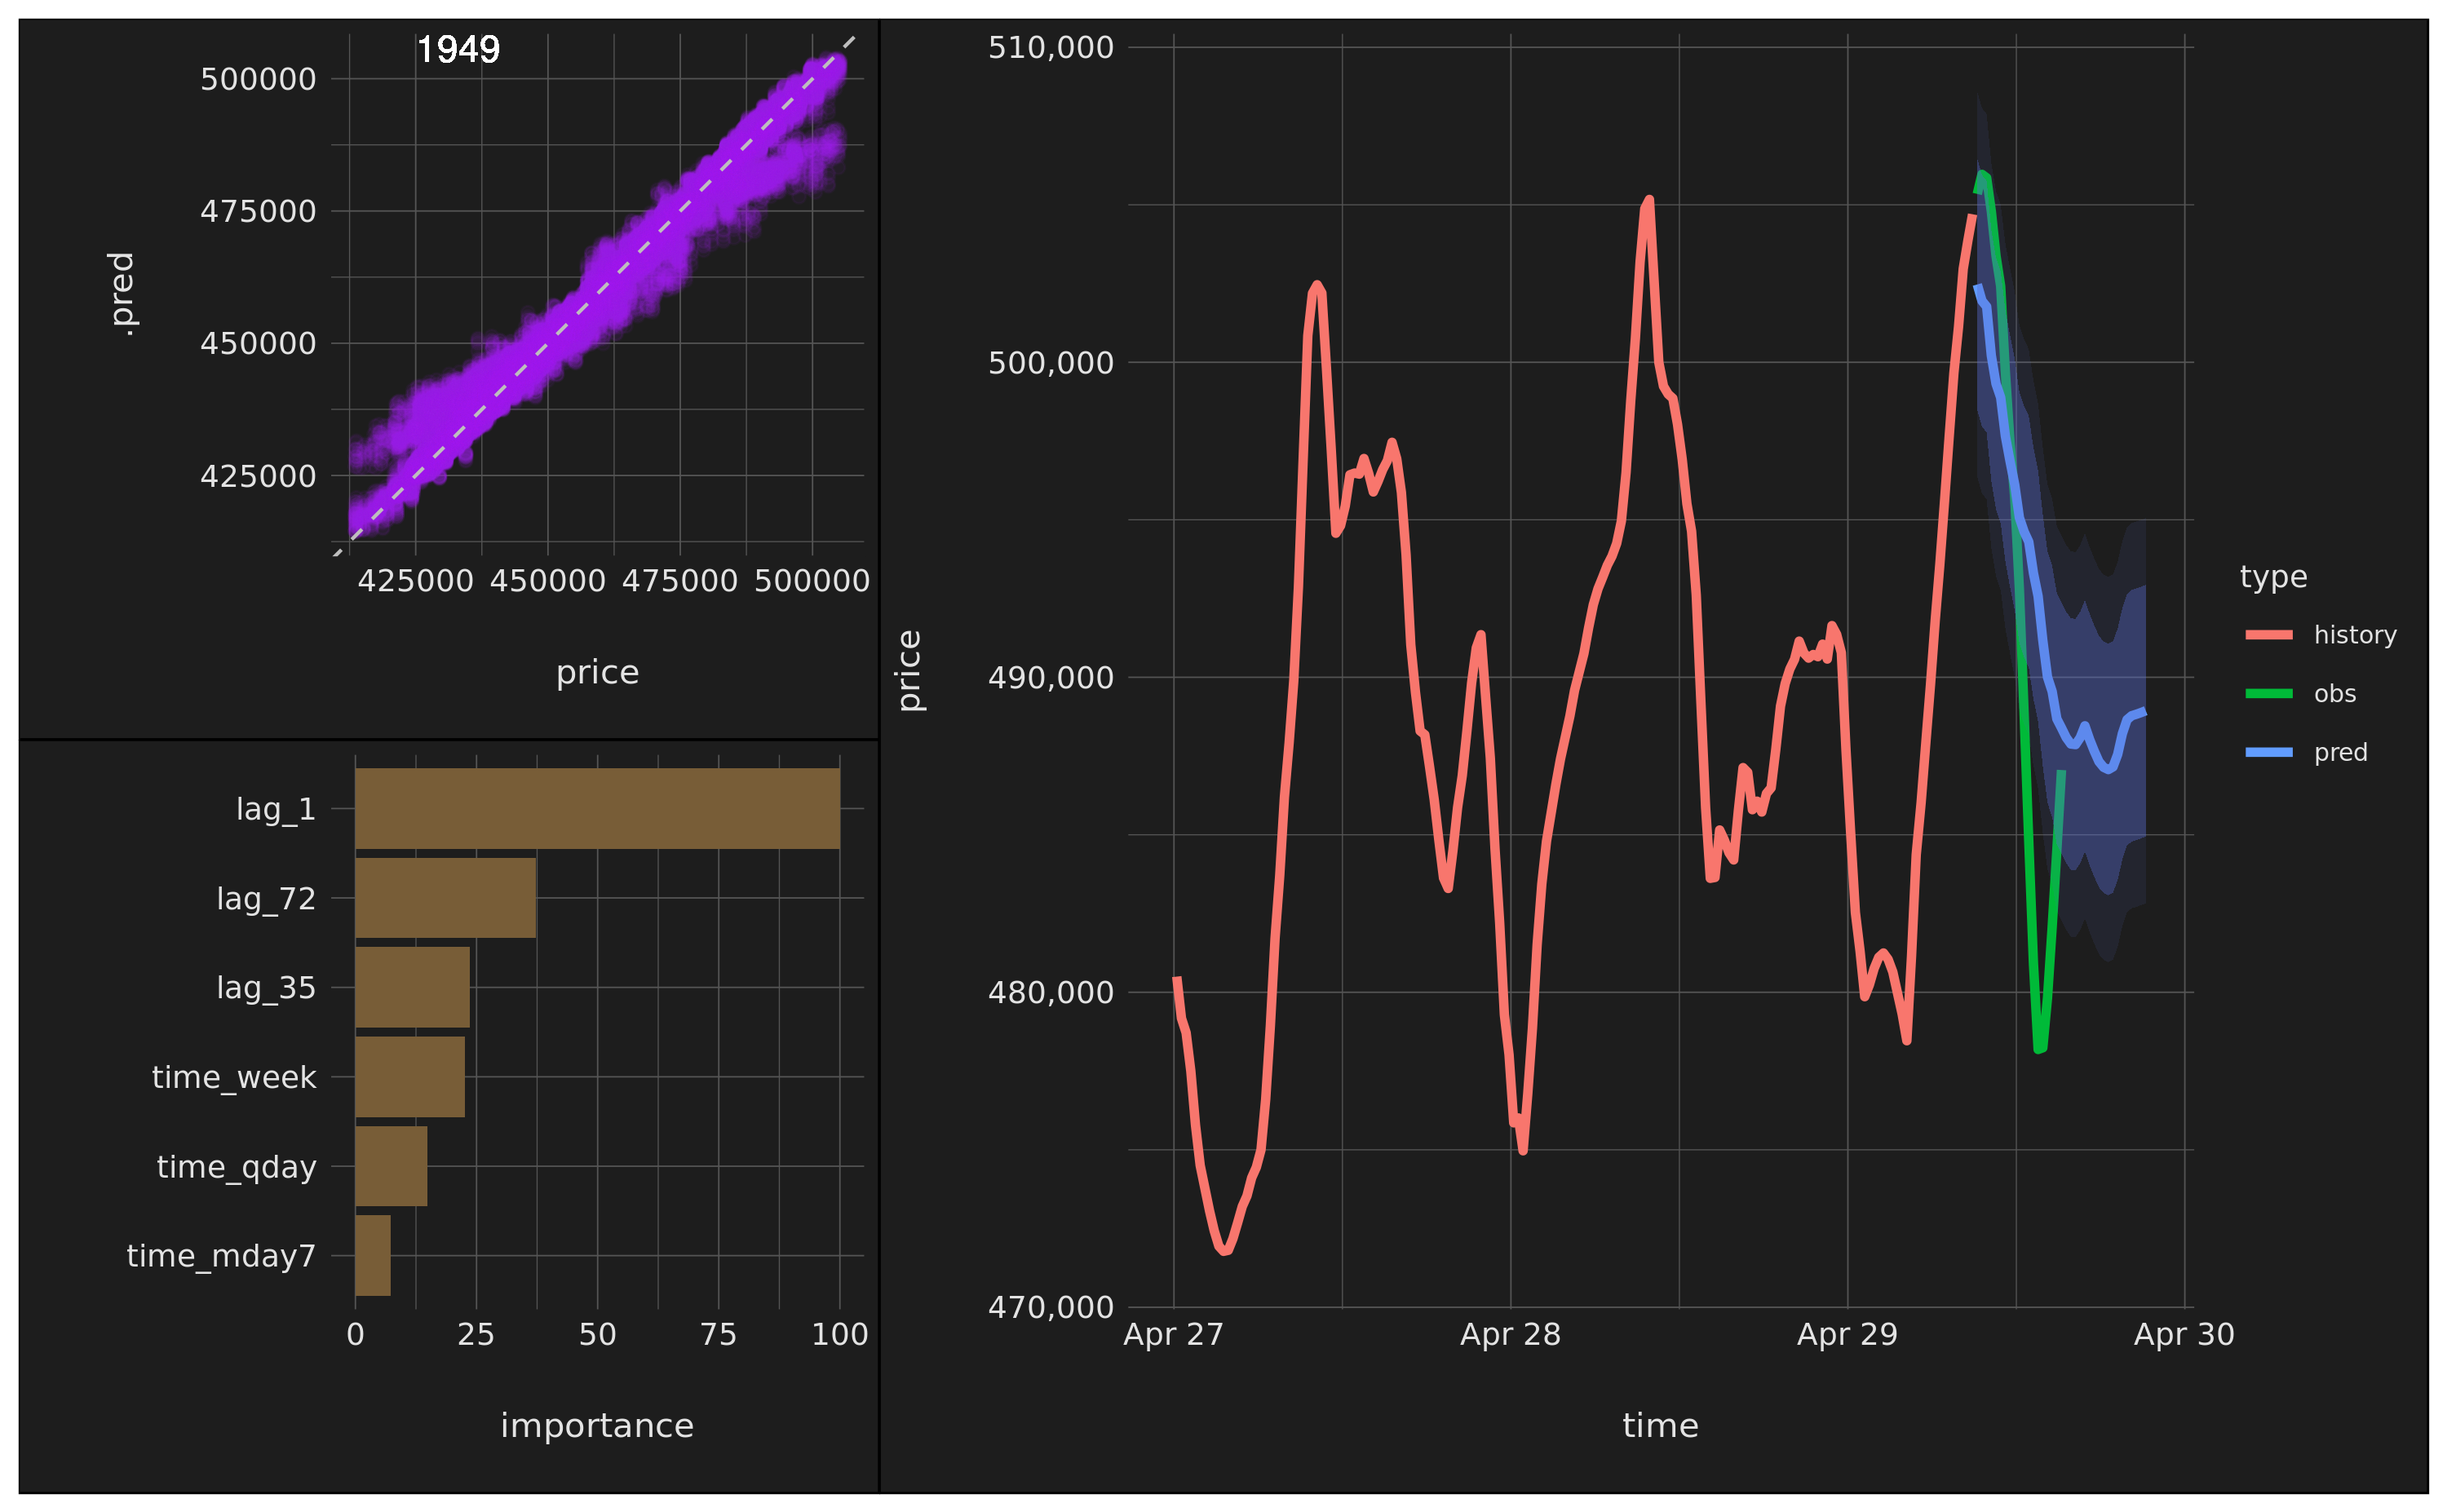 1949
500000
475000
450000
425000
.pred
425000 450000 475000 500000
price
lag_1
lag_72
lag_35
time_week
time_qday
time_mday7
0 25 50 75 100
importance
510,000
500,000
490,000
480,000
470,000
price
Apr 27 Apr 28 Apr 29 Apr 30
time
type
history
obs
pred